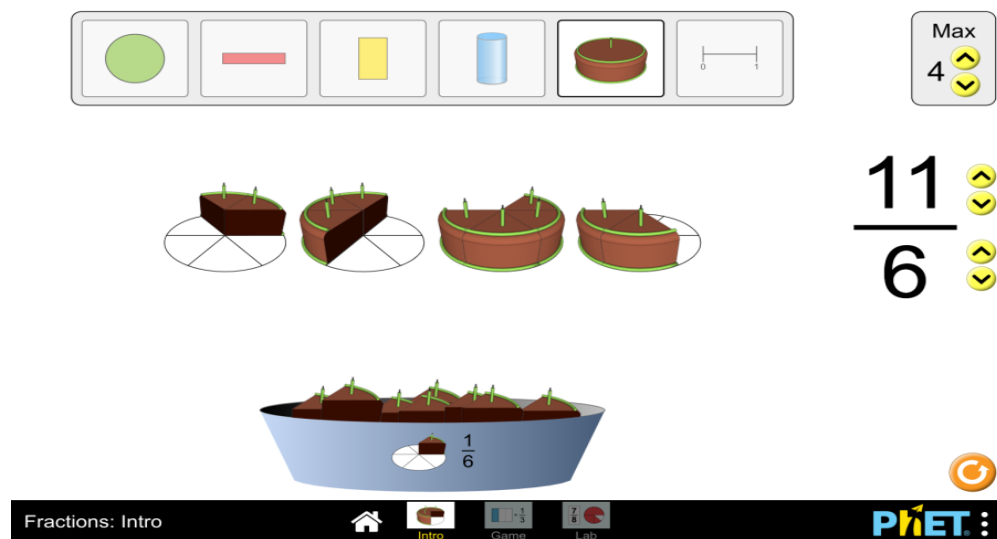 Max
4
0 1
11
6
1
6
Fractions: Intro
Intro
Game
Lab
1
3
7
8
PhET